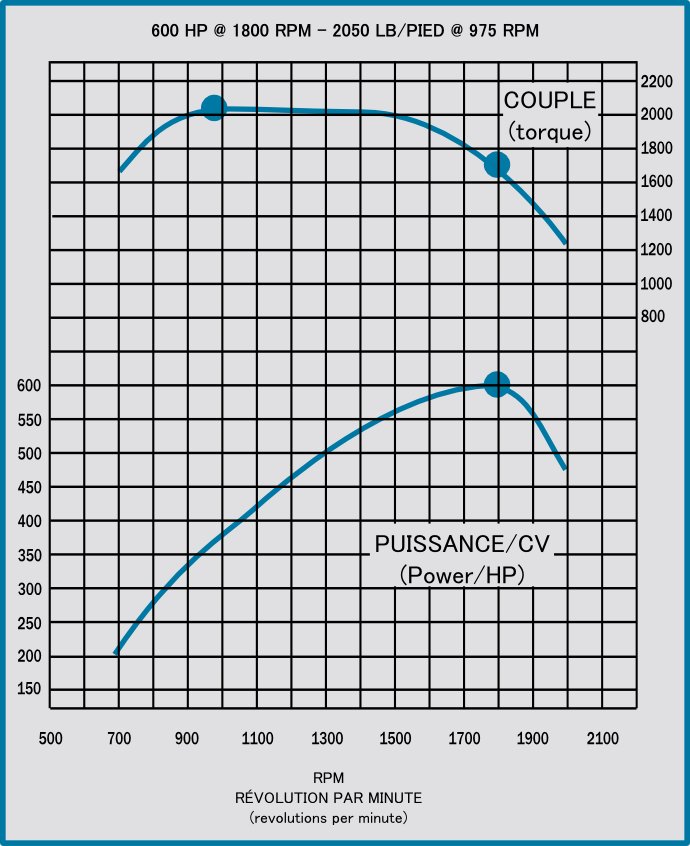 600 HP @ 1800 RPM – 2050 LB/PIED @ 975 RPM
COUPLE
(torque)
2200
2000
1800
1600
1400
1200
1000
800
600
550
500
450
400
350
300
250
200
150
PUISSANCE/CV
(Power/HP)
500 700 900 1100 1300 1500 1700 1900 2100
RPM
RÉVOLUTION PAR MINUTE
(revolutions per minute)